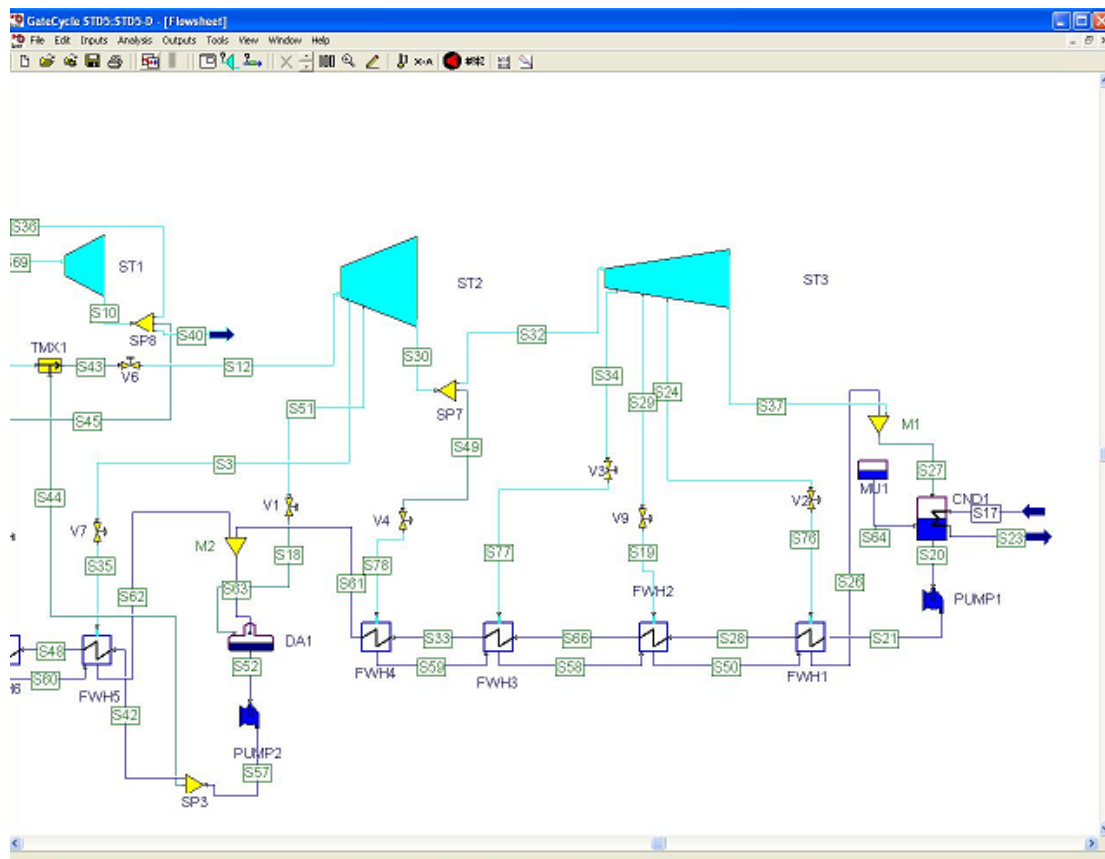 GateCycle STD5::STD5-D - [Flowsheet]
File Edit Inputs Analysis Outputs Tools View Window Help
X-A
S36
S69
ST1
ST2
ST3
S10
SP8
S40
TMX1
S43
V6
S12
S30
S32
S34
S29
S24
S37
S51
SP7
S45
S49
M1
S3
S27
S44
V3
MU1
CND1
S17
V7
V1
V4
V9
V2
S64
S23
M2
S18
S77
S19
S76
S20
S35
S62
S63
S61
S78
S26
FWH2
PUMP1
S48
DA1
S33
S66
S28
S21
S60
FWH5
S52
FWH4
S59
FWH3
S58
S50
FWH1
S42
PUMP2
S57
SP3